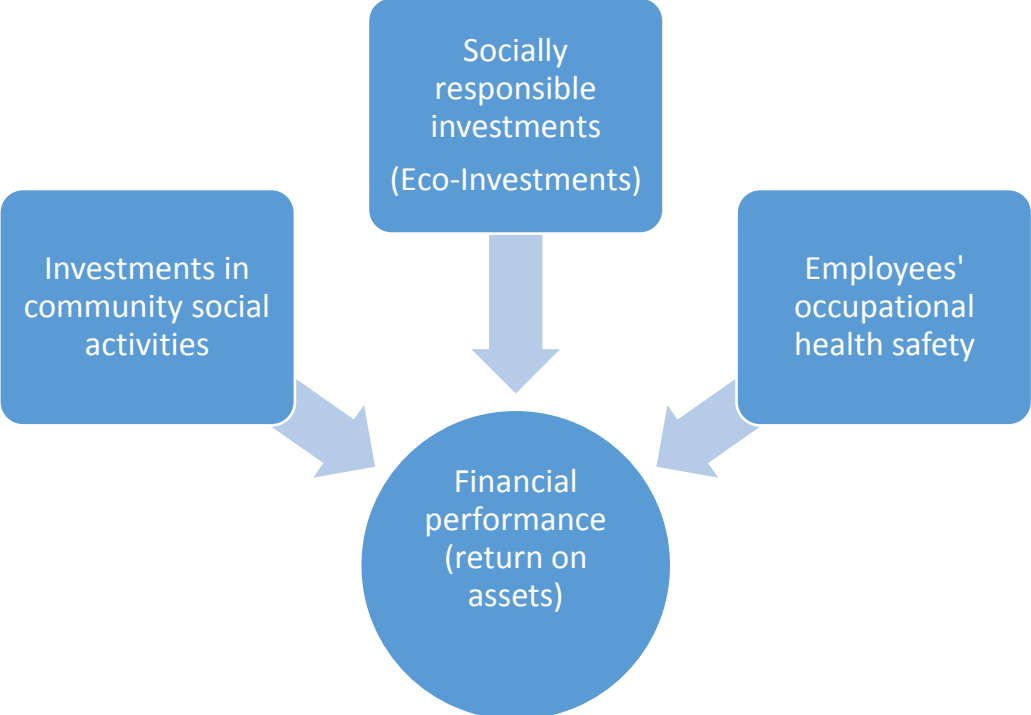 Socially
responsible
investments
(Eco-Investments)
Investments in
community social
activities
Employees'
occupational
health safety
Financial
performance
(return on
assets)